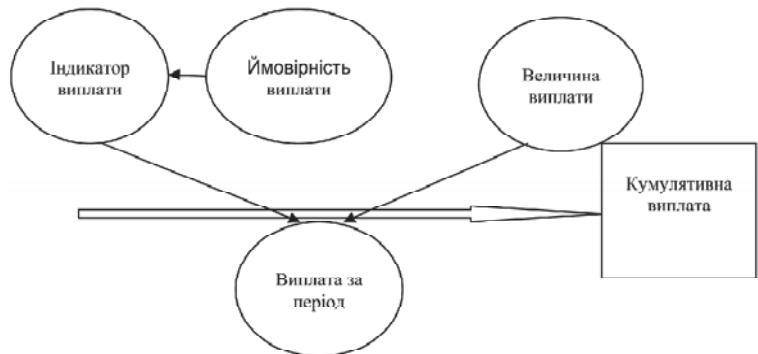 Індикатор
виплати
Ймовірність
виплати
Величина
виплати
Кумулятивна
виплата
Виплата за
період